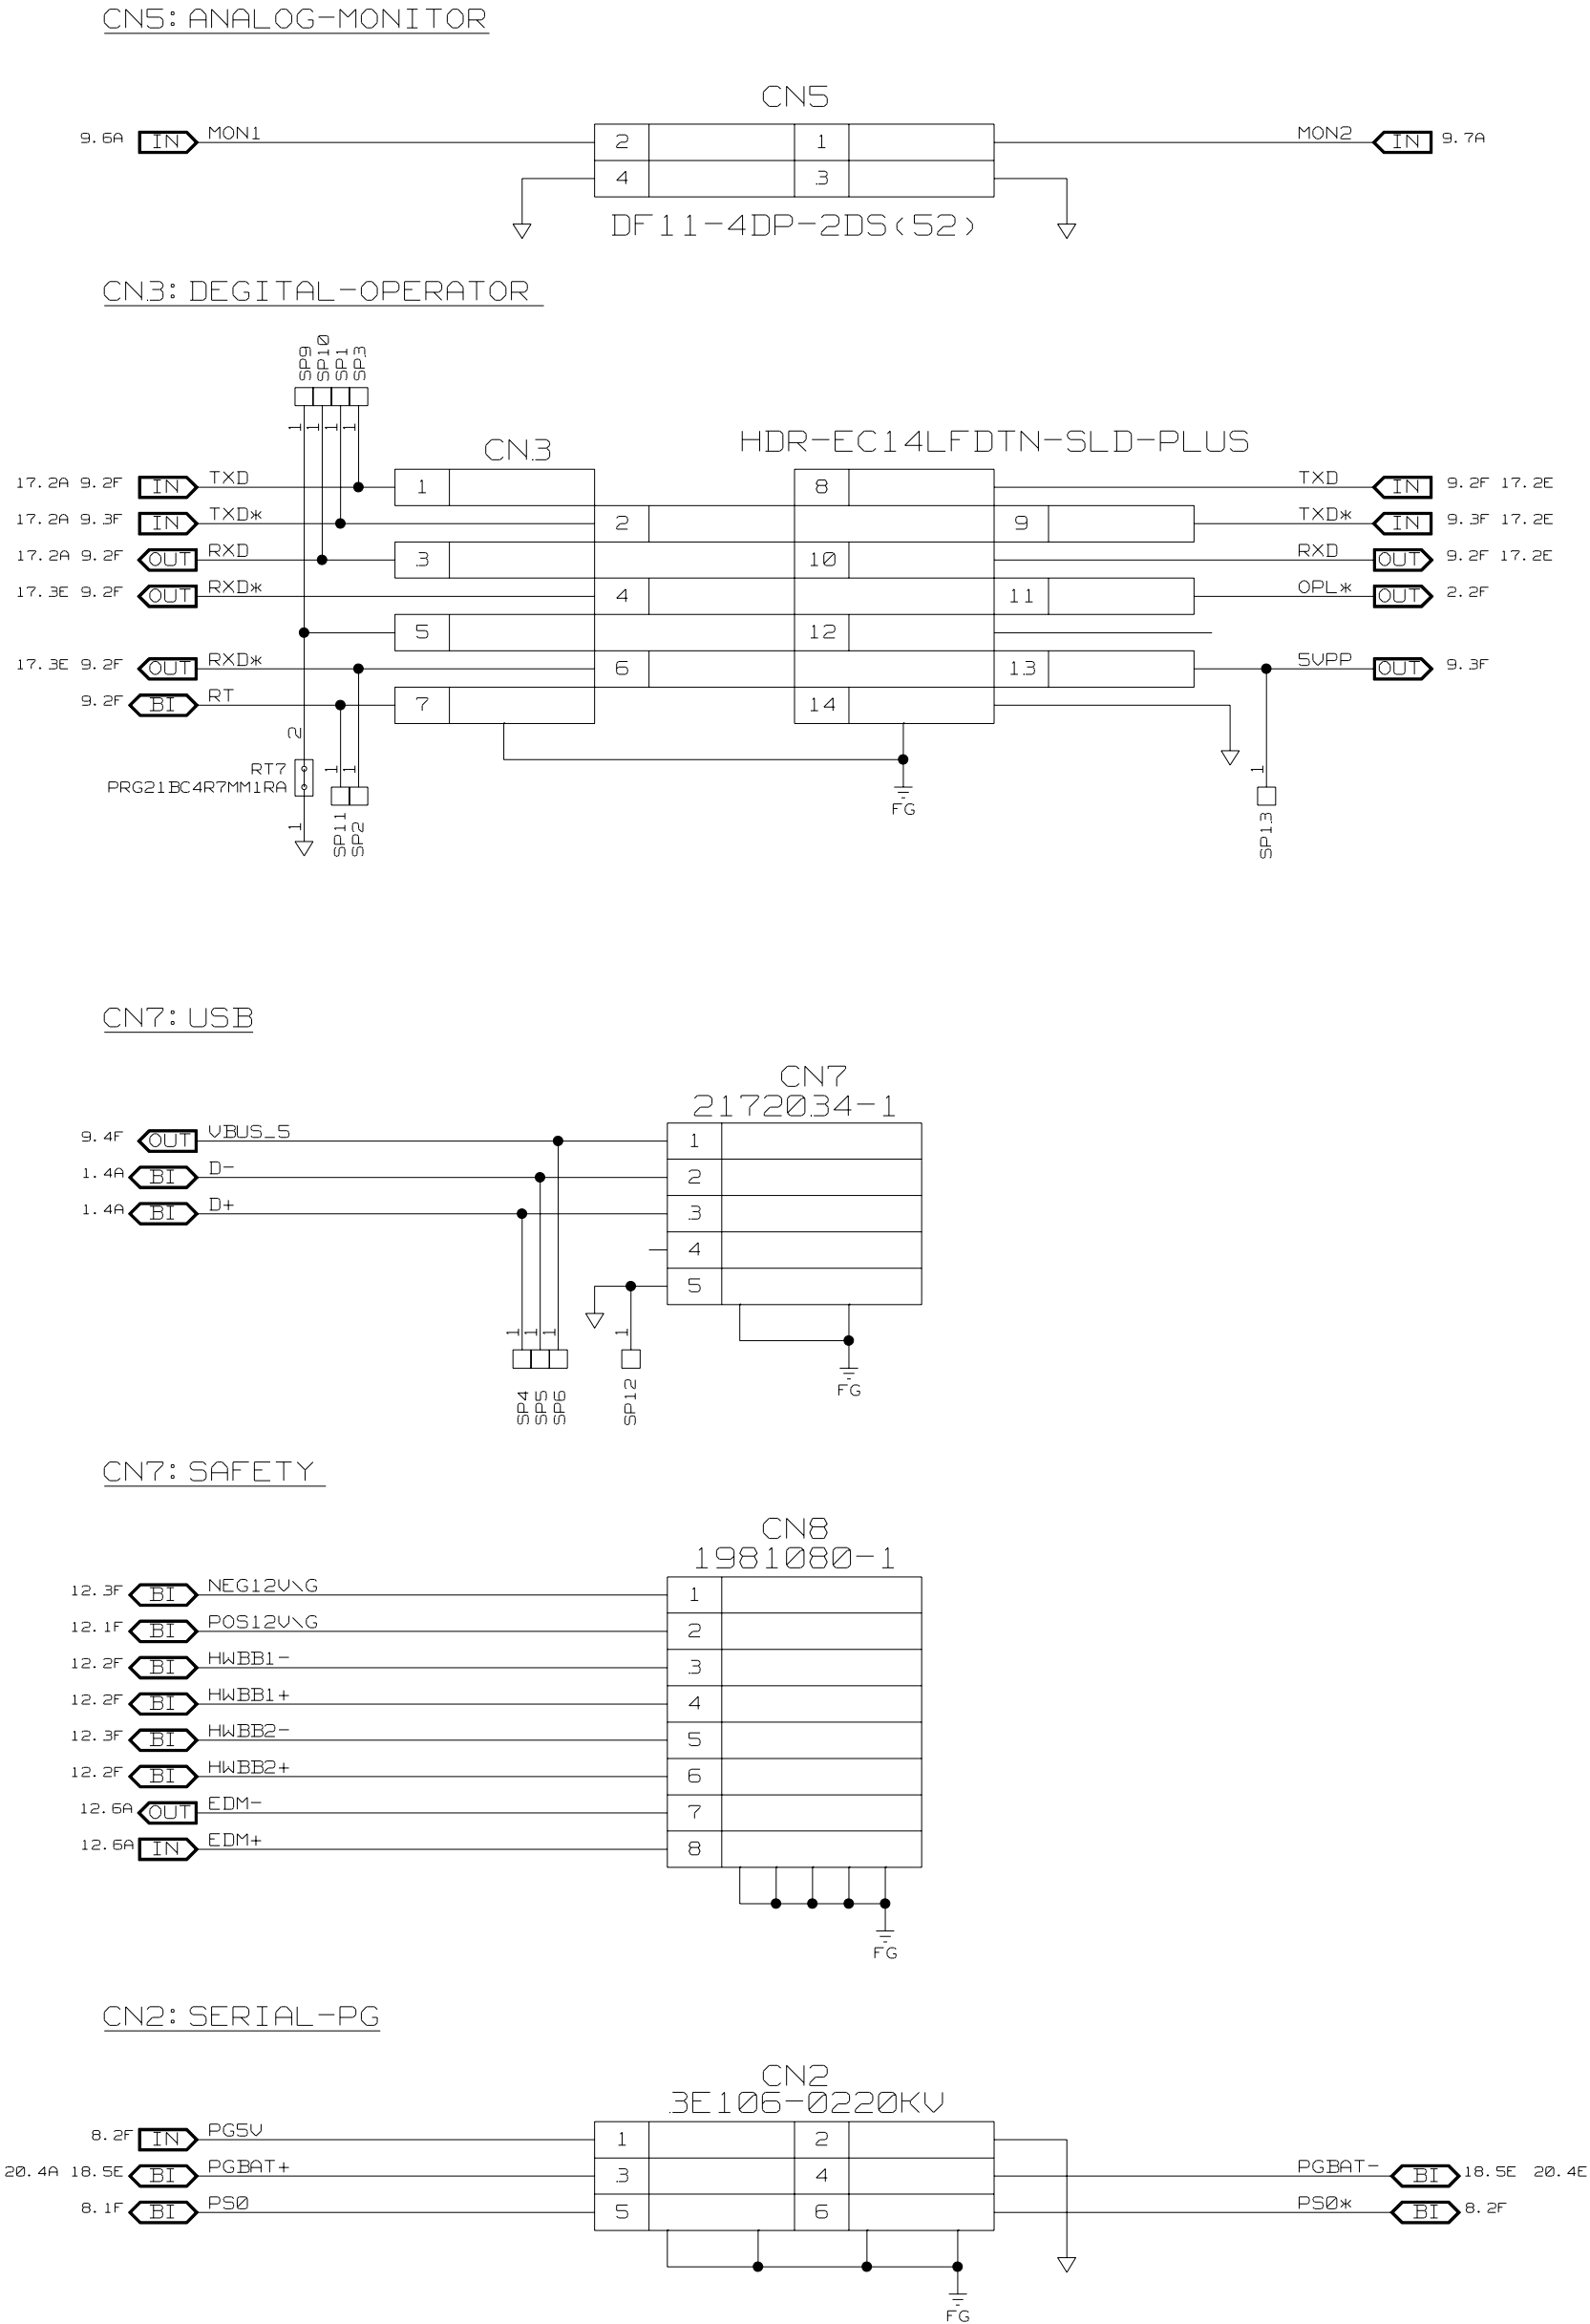 CN5: ANALOG-MONITOR
CN5
9.6A IN MON1 2 1 MON2 IN 9.7A
4 3
DF11-4DP-2DS(52)
CN3: DEGITAL-OPERATOR
SP9 SP10 SP1 SP3
1 1 1 1
CN3 HDR-EC14LFDTN-SLD-PLUS
17.2A 9.2F IN TXD 1 8 TXD IN 9.2F 17.2E
17.2A 9.3F IN TXD* 2 9 TXD* IN 9.3F 17.2E
17.2A 9.2F OUT RXD 3 10 RXD OUT 9.2F 17.2E
17.3E 9.2F OUT RXD* 4 11 OPL* OUT 2.2F
5 12
17.3E 9.2F OUT RXD* 6 13 5VPP OUT 9.3F
9.2F BI RT 7 14
2
RT7 1 1 1
PRG21BC4R7MM1RA
FG
1 SP11 SP2 SP13
CN7: USB
CN7
2172034-1
9.4F OUT VBUS_5 1
1.4A BI D- 2
1.4A BI D+ 3
4
5
1 1 1 1
FG
SP4 SP5 SP6 SP12
CN7: SAFETY
CN8
1981080-1
12.3F BI NEG12V\G 1
12.1F BI POS12V\G 2
12.2F BI HWBB1- 3
12.2F BI HWBB1+ 4
12.3F BI HWBB2- 5
12.2F BI HWBB2+ 6
12.6A OUT EDM- 7
12.6A IN EDM+ 8
FG
CN2: SERIAL-PG
CN2
3E106-0220KV
8.2F IN PG5V 1 2
20.4A 18.5E BI PGBAT+ 3 4 PGBAT- BI 18.5E 20.4E
8.1F BI PS0 5 6 PS0* BI 8.2F
FG